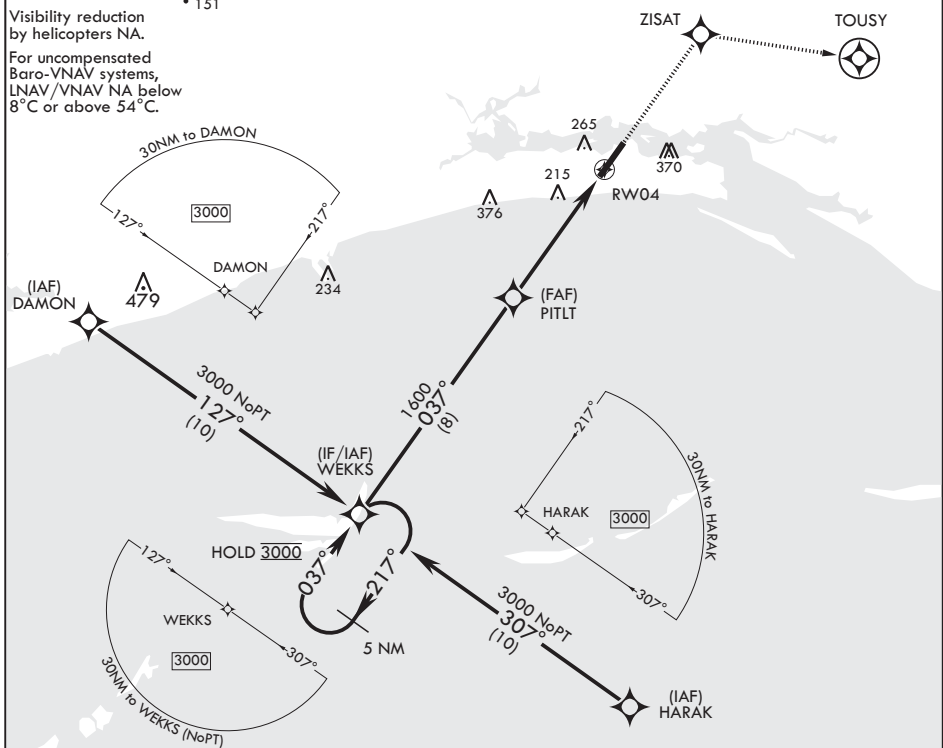 151
Visibility reduction
by helicopters NA.
For uncompensated
Baro-VNAV systems,
LNAV/VNAV NA below
8°C or above 54°C.
ZISAT
TOUSY
30NM to DAMON
3000
127°
217°
DAMON
265
370
215
376
RW04
(IAF)
DAMON
479
234
(FAF)
PITLT
3000 NoPT
127°
(10)
1600
037°
(8)
(IF/IAF)
WEKKS
217°
30NM to HARAK
HARAK
3000
307°
HOLD 3000
037°
217°
5 NM
127°
WEKKS
3000
307°
30NM to WEKKS (NoPT)
3000 NoPT
307°
(10)
(IAF)
HARAK